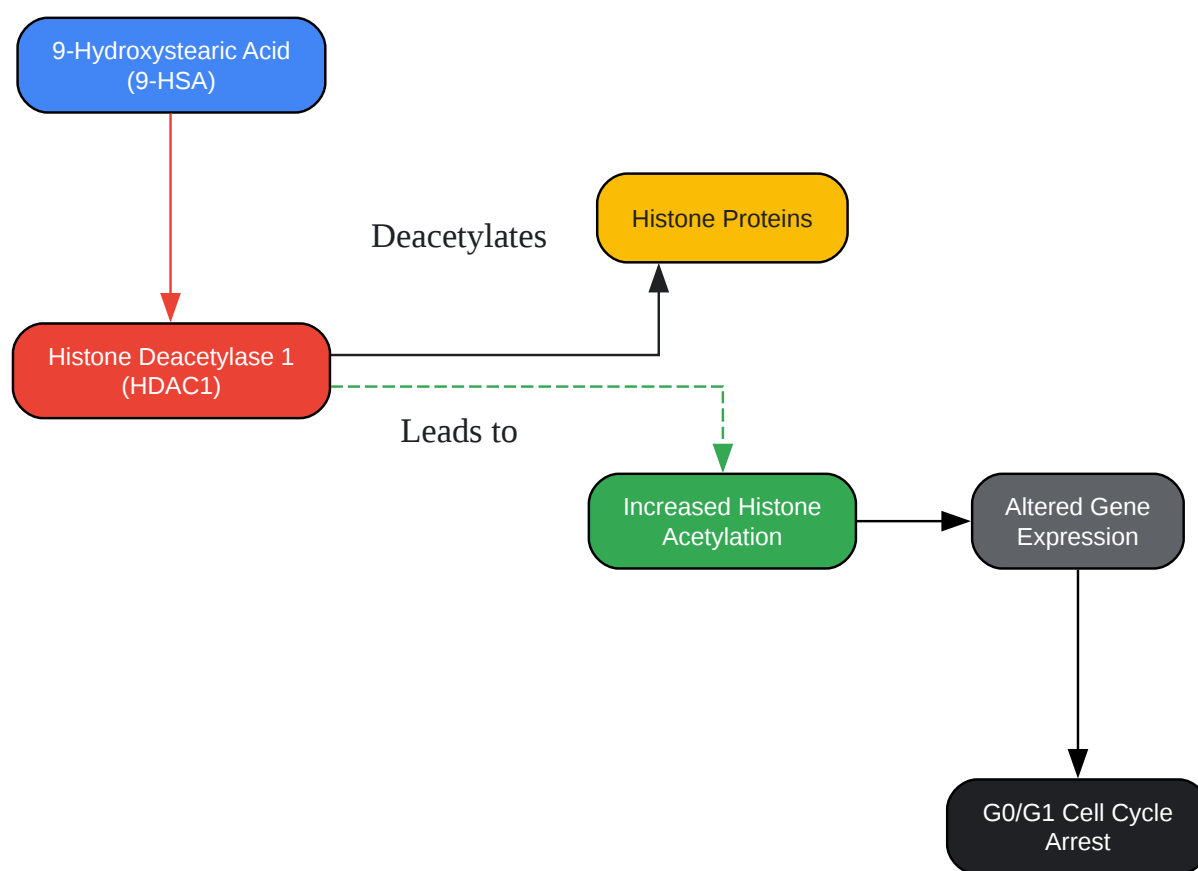 9-Hydroxystearic Acid
(9-HSA)
Deacetylates
Histone Proteins
Histone Deacetylase 1
(HDAC1)
Leads to
Increased Histone
Acetylation
Altered Gene
Expression
G0/G1 Cell Cycle
Arrest